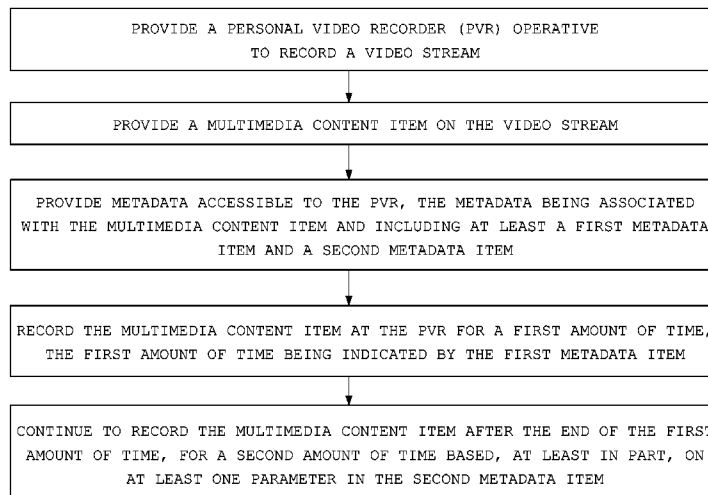 PROVIDE A PERSONAL VIDEO RECORDER (PVR) OPERATIVE
TO RECORD A VIDEO STREAM
PROVIDE A MULTIMEDIA CONTENT ITEM ON THE VIDEO STREAM
PROVIDE METADATA ACCESSIBLE TO THE PVR, THE METADATA BEING ASSOCIATED
WITH THE MULTIMEDIA CONTENT ITEM AND INCLUDING AT LEAST A FIRST METADATA
ITEM AND A SECOND METADATA ITEM
RECORD THE MULTIMEDIA CONTENT ITEM AT THE PVR FOR A FIRST AMOUNT OF TIME,
THE FIRST AMOUNT OF TIME BEING INDICATED BY THE FIRST METADATA ITEM
CONTINUE TO RECORD THE MULTIMEDIA CONTENT ITEM AFTER THE END OF THE FIRST
AMOUNT OF TIME, FOR A SECOND AMOUNT OF TIME BASED, AT LEAST IN PART, ON
AT LEAST ONE PARAMETER IN THE SECOND METADATA ITEM